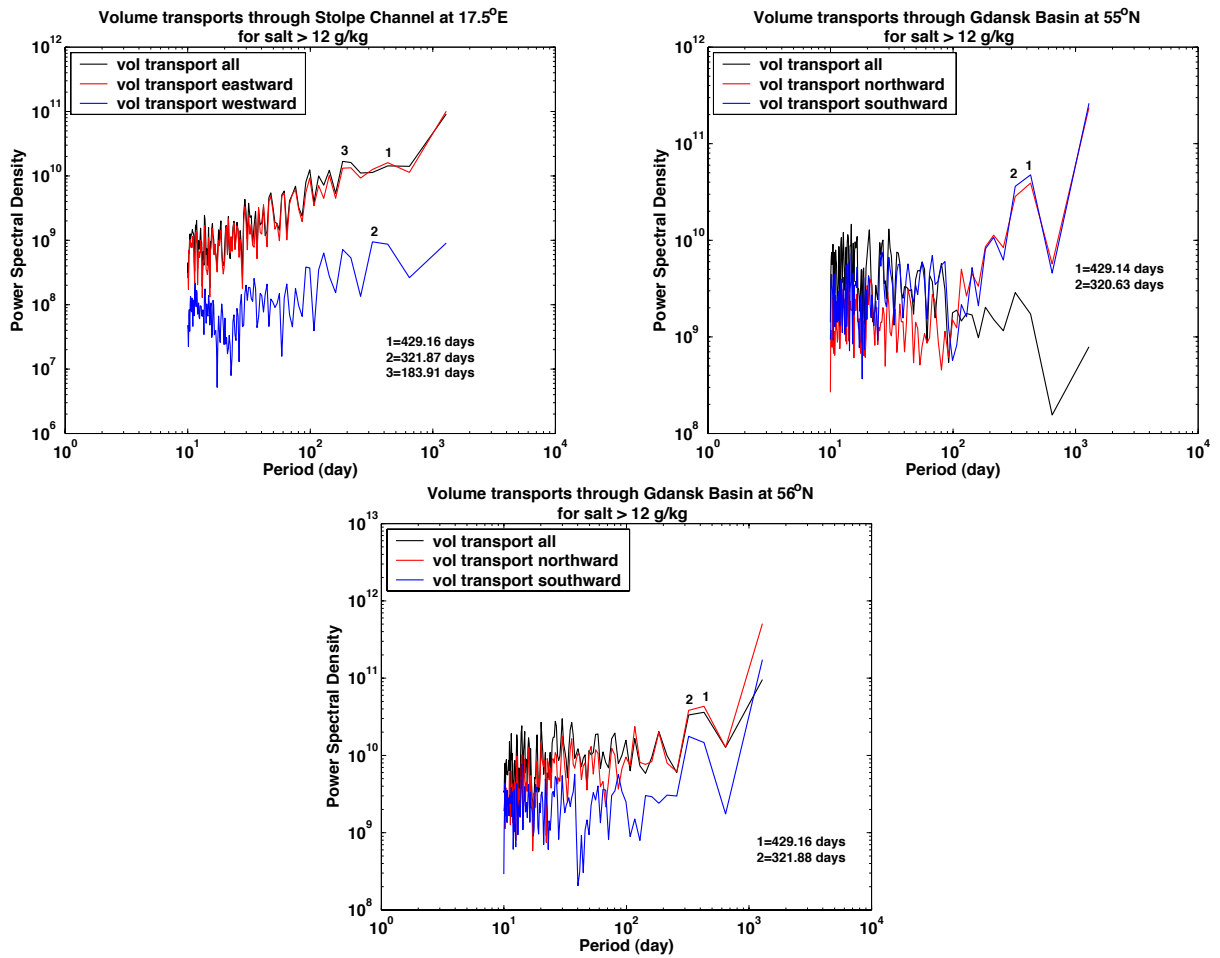 Volume transports through Stolpe Channel at 17.5°E
for salt > 12 g/kg
10^12
10^11
10^10
10^9
10^8
10^7
10^6
Power Spectral Density
vol transport all
vol transport eastward
vol transport westward
3
1
2
1=429.16 days
2=321.87 days
3=183.91 days
10^0
10^1
10^2
10^3
10^4
Period (day)
Volume transports through Gdansk Basin at 55°N
for salt > 12 g/kg
10^12
10^11
10^10
10^9
10^8
Power Spectral Density
vol transport all
vol transport northward
vol transport southward
2
1
1=429.14 days
2=320.63 days
10^0
10^1
10^2
10^3
10^4
Period (day)
Volume transports through Gdansk Basin at 56°N
for salt > 12 g/kg
10^13
10^12
10^11
10^10
10^9
10^8
Power Spectral Density
vol transport all
vol transport northward
vol transport southward
2
1
1=429.16 days
2=321.88 days
10^0
10^1
10^2
10^3
10^4
Period (day)